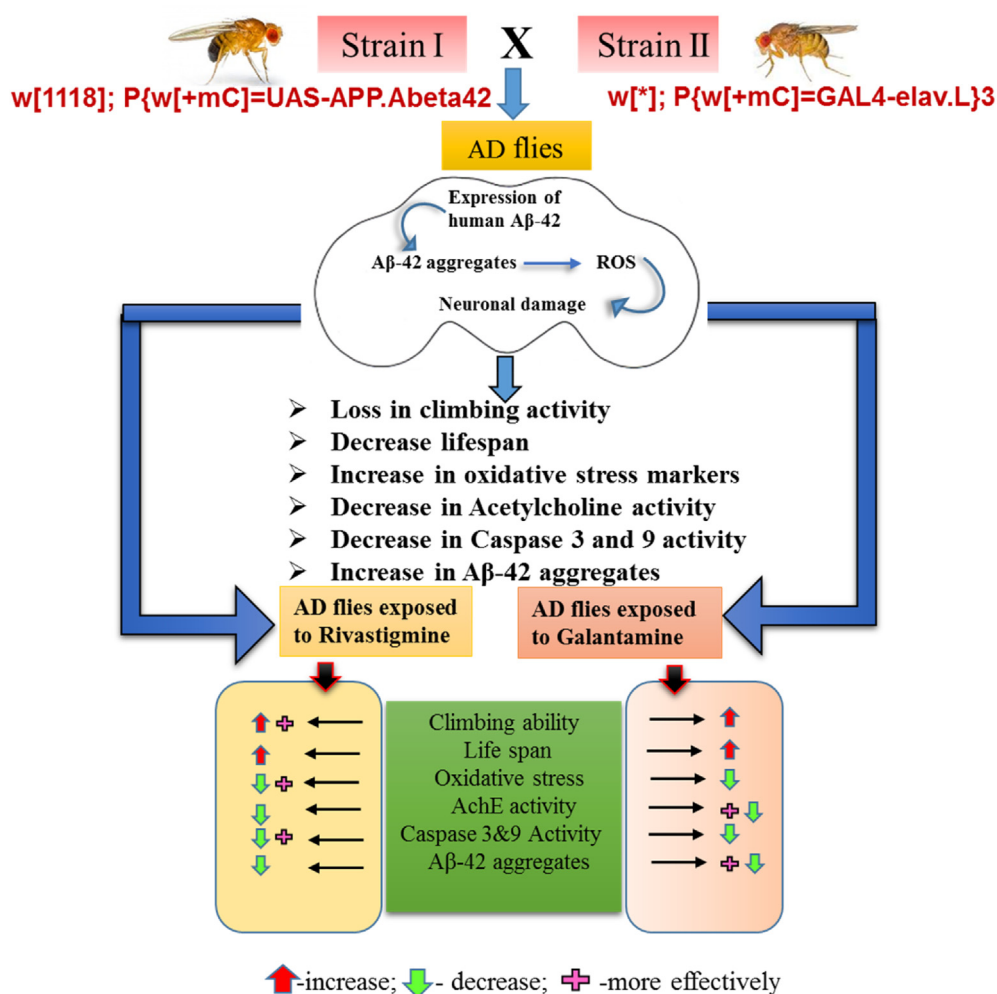 Strain I X Strain II
w[1118]; P{w[+mC]=UAS-APP.Abeta42 w[*]; P{w[+mC]=GAL4-elav.L}3
AD flies
Expression of
human Aβ-42
Aβ-42 aggregates ROS
Neuronal damage
Loss in climbing activity
Decrease lifespan
Increase in oxidative stress markers
Decrease in Acetylcholine activity
Decrease in Caspase 3 and 9 activity
Increase in Aβ-42 aggregates
AD flies exposed
to Rivastigmine
AD flies exposed
to Galantamine
Climbing ability
Life span
Oxidative stress
AchE activity
Caspase 3&9 Activity
Aβ-42 aggregates
-increase; - decrease; -more effectively